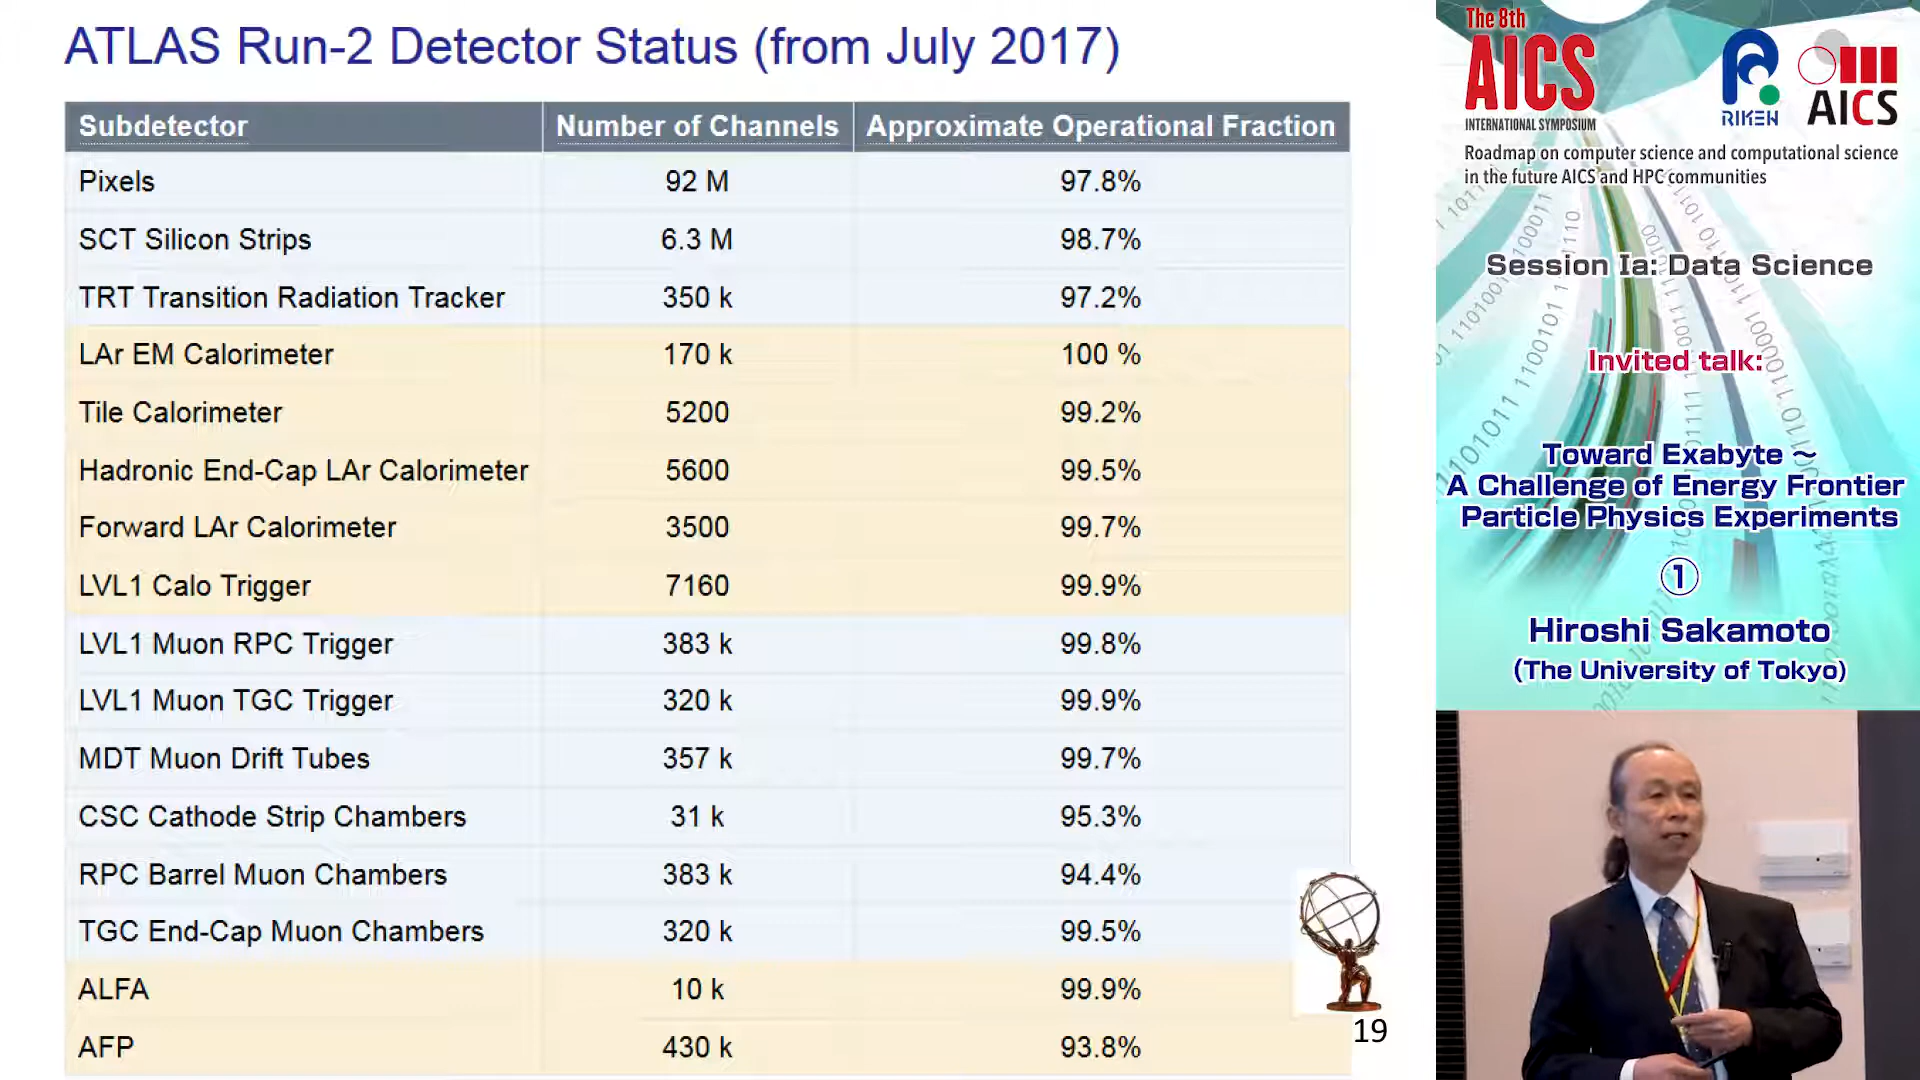 ATLAS Run-2 Detector Status (from July 2017)
Subdetector Number of Channels Approximate Operational Fraction
Pixels 92 M 97.8%
SCT Silicon Strips 6.3 M 98.7%
TRT Transition Radiation Tracker 350 k 97.2%
LAr EM Calorimeter 170 k 100 %
Tile Calorimeter 5200 99.2%
Hadronic End-Cap LAr Calorimeter 5600 99.5%
Forward LAr Calorimeter 3500 99.7%
LVL1 Calo Trigger 7160 99.9%
LVL1 Muon RPC Trigger 383 k 99.8%
LVL1 Muon TGC Trigger 320 k 99.9%
MDT Muon Drift Tubes 357 k 99.7%
CSC Cathode Strip Chambers 31 k 95.3%
RPC Barrel Muon Chambers 383 k 94.4%
TGC End-Cap Muon Chambers 320 k 99.5%
ALFA 10 k 99.9%
AFP 430 k 93.8%
19
The 8th
AICS
INTERNATIONAL SYMPOSIUM
RIKEN
AICS
Roadmap on computer science and computational science
in the future AICS and HPC communities
Session Ia: Data Science
Invited talk:
Toward Exabyte ～
A Challenge of Energy Frontier
Particle Physics Experiments
①
Hiroshi Sakamoto
(The University of Tokyo)